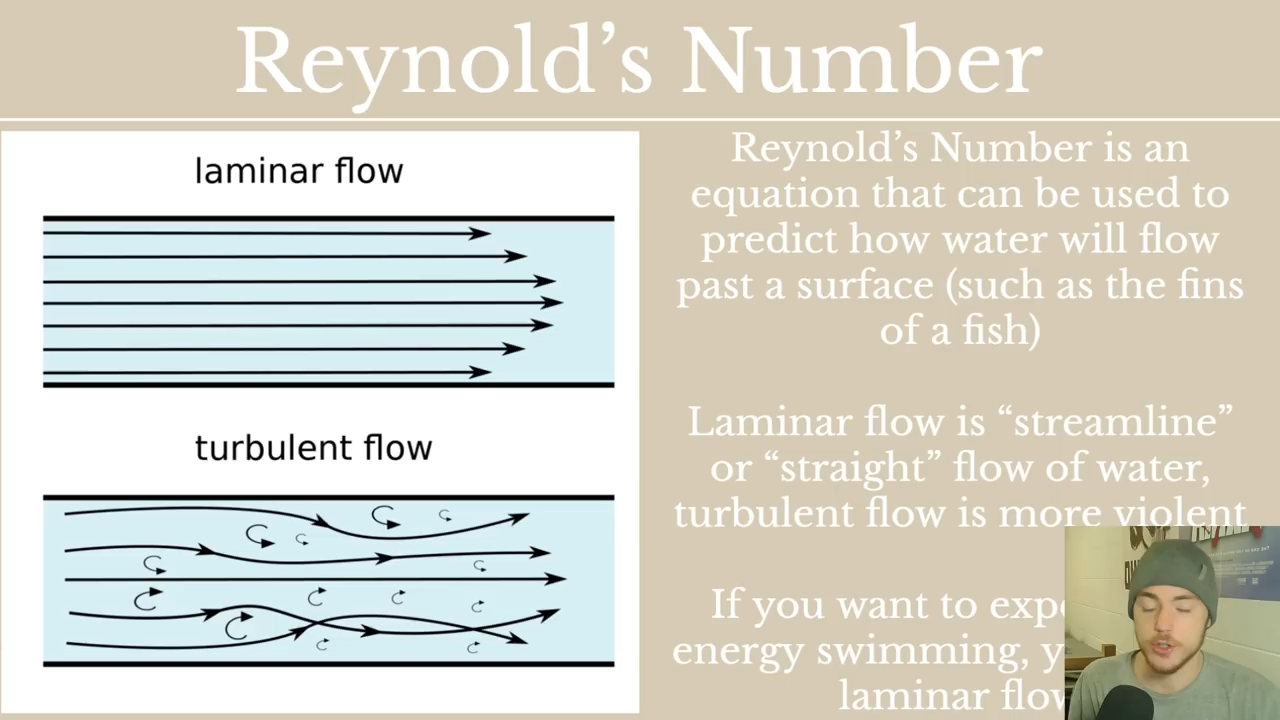 Reynold’s Number
laminar flow
turbulent flow
Reynold’s Number is an
equation that can be used to
predict how water will flow
past a surface (such as the fins
of a fish)
Laminar flow is “streamline”
or “straight” flow of water,
turbulent flow is more violent
If you want to
energy swimming,
laminar